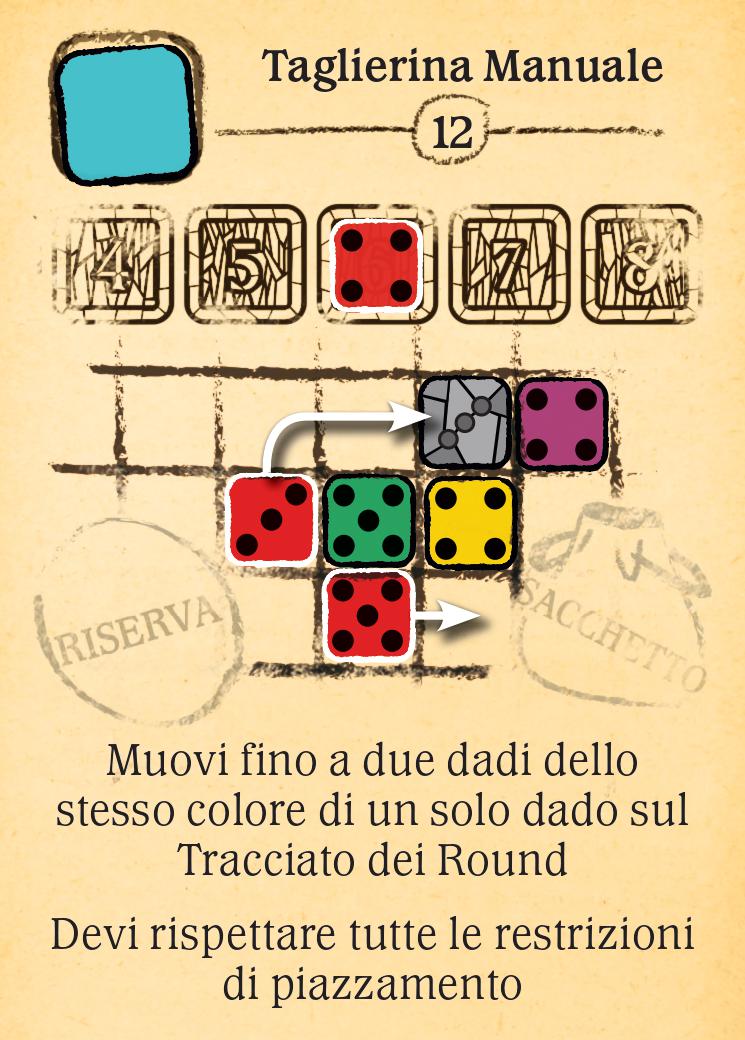 Taglierina Manuale
12
4 5 7 8
RISERVA
SACCHETTO
Muovi fino a due dadi dello
stesso colore di un solo dado sul
Tracciato dei Round
Devi rispettare tutte le restrizioni
di piazzamento